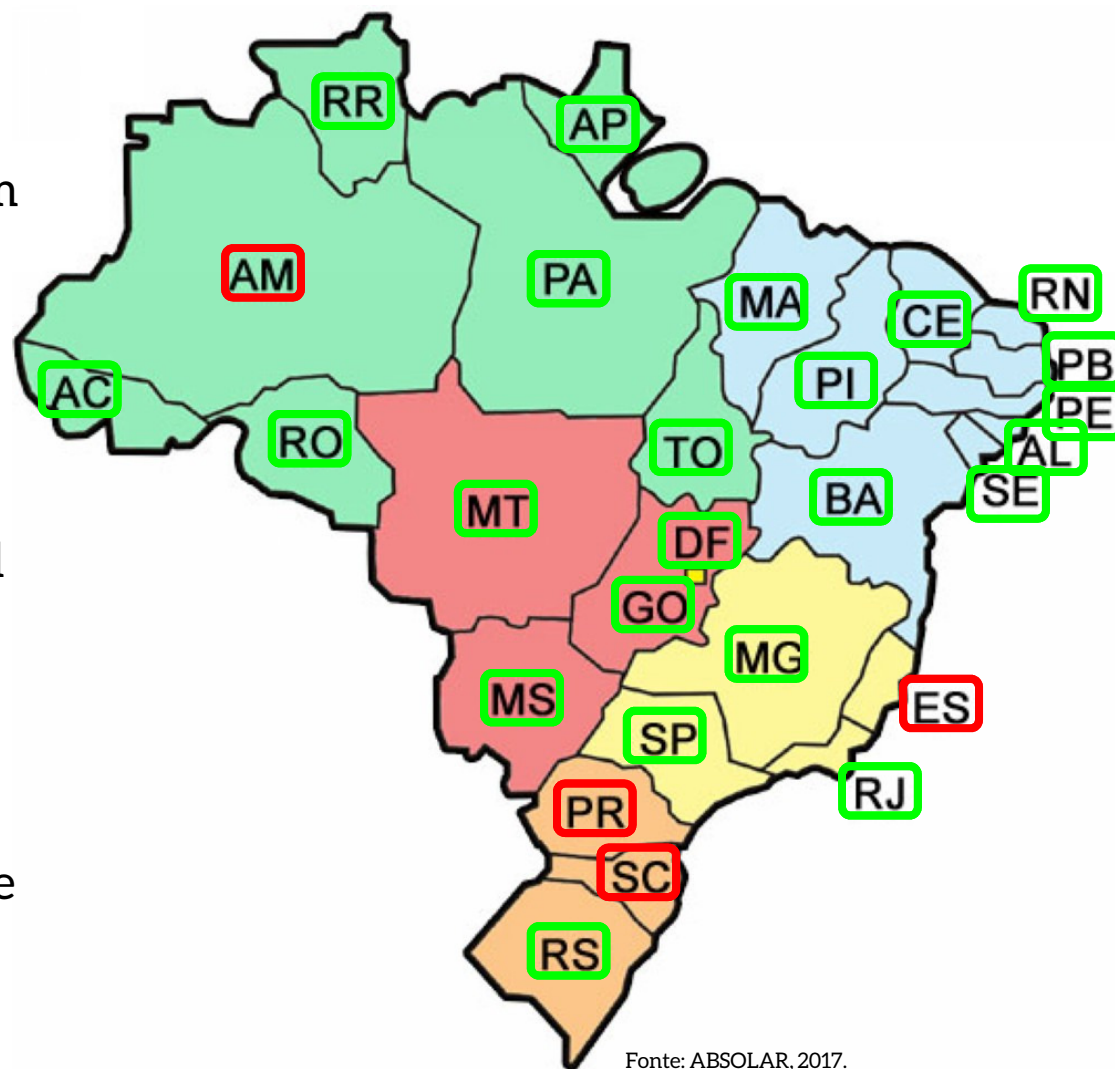 RR
AP
n
AM
PA
MA
CE
RN
PB
AC
PI
PE
RO
TO
AL
BA
SE
MT
DF
l
GO
MG
MS
ES
SP
RJ
PR
SC
e
RS
Fonte: ABSOLAR, 2017.